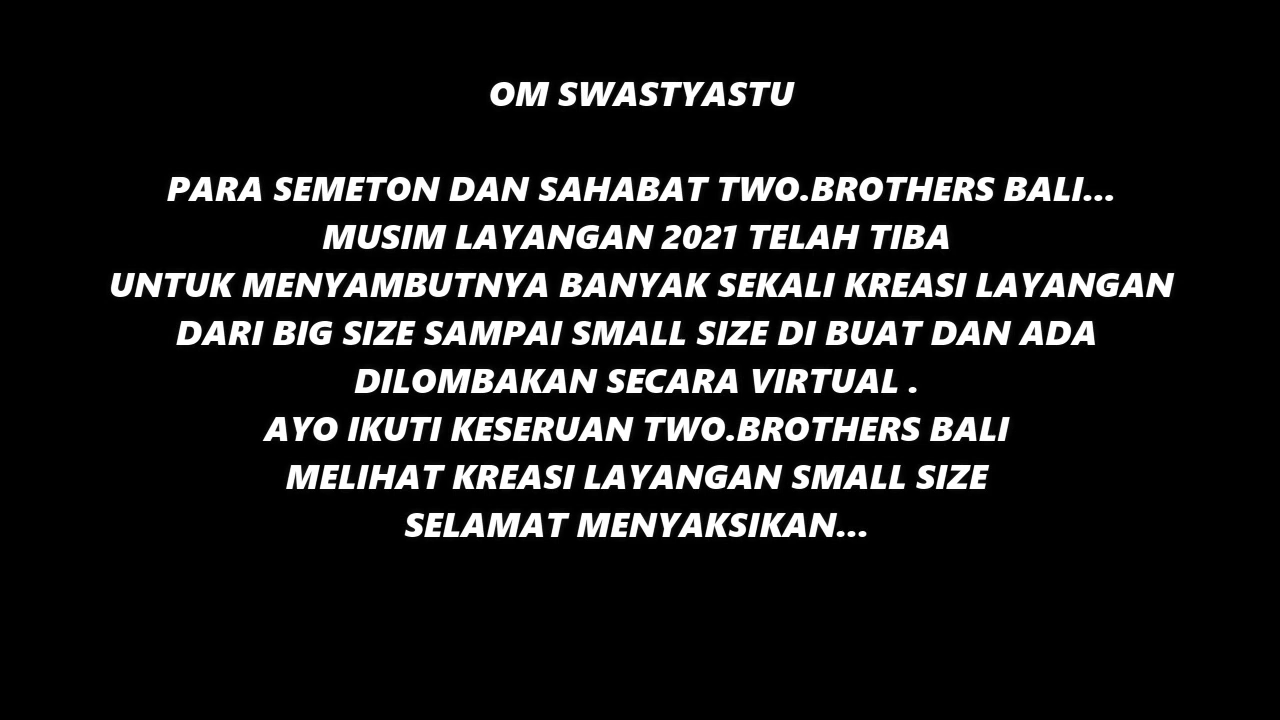 OM SWASTYASTU
PARA SEMETON DAN SAHABAT TWO.BROTHERS BALI...
MUSIM LAYANGAN 2021 TELAH TIBA
UNTUK MENYAMBUTNYA BANYAK SEKALI KREASI LAYANGAN
DARI BIG SIZE SAMPAI SMALL SIZE DI BUAT DAN ADA
DILOMBAKAN SECARA VIRTUAL .
AYO IKUTI KESERUAN TWO.BROTHERS BALI
MELIHAT KREASI LAYANGAN SMALL SIZE
SELAMAT MENYAKSIKAN...